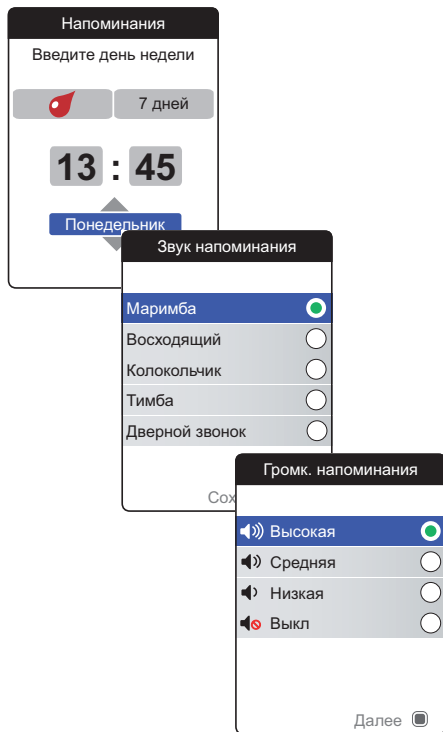 Напоминания
Введите день недели
7 дней
13 : 45
Понедельник
Звук напоминания
Маримба
Восходящий
Колокольчик
Тимба
Дверной звонок
Сох
Громк. напоминания
Высокая
Средняя
Низкая
Выкл
Далее